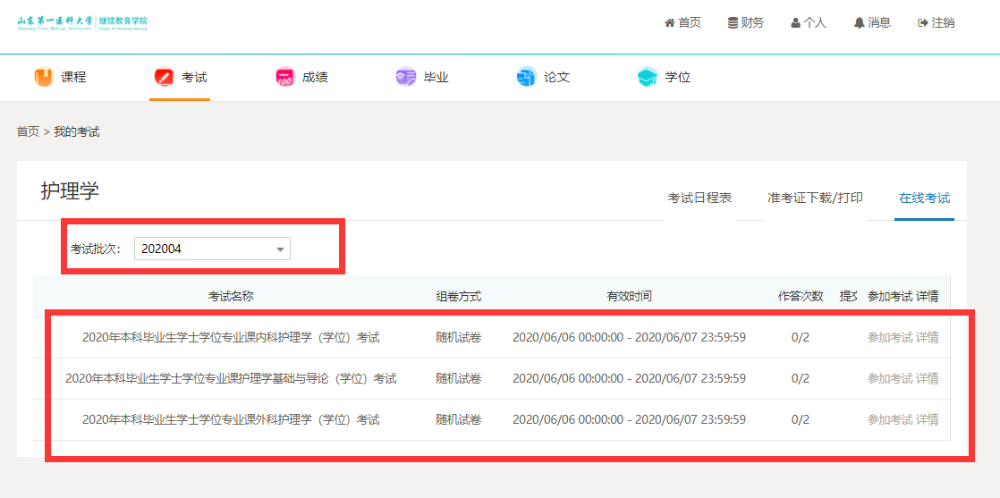 山东第一医科大学 继续教育学院
Shandong First Medical University College of Continuing Education
首页 财务 个人 消息 注销
课程 考试 成绩 毕业 论文 学位
首页 > 我的考试
护理学 考试日程表 准考证下载/打印 在线考试
考试批次： 202004
考试名称 组卷方式 有效时间 作答次数 提交 参加考试 详情
2020年本科毕业生学士学位专业课内科护理学（学位）考试 随机试卷 2020/06/06 00:00:00 - 2020/06/07 23:59:59 0/2 参加考试 详情
2020年本科毕业生学士学位专业课护理学基础与导论（学位）考试 随机试卷 2020/06/06 00:00:00 - 2020/06/07 23:59:59 0/2 参加考试 详情
2020年本科毕业生学士学位专业课外科护理学（学位）考试 随机试卷 2020/06/06 00:00:00 - 2020/06/07 23:59:59 0/2 参加考试 详情